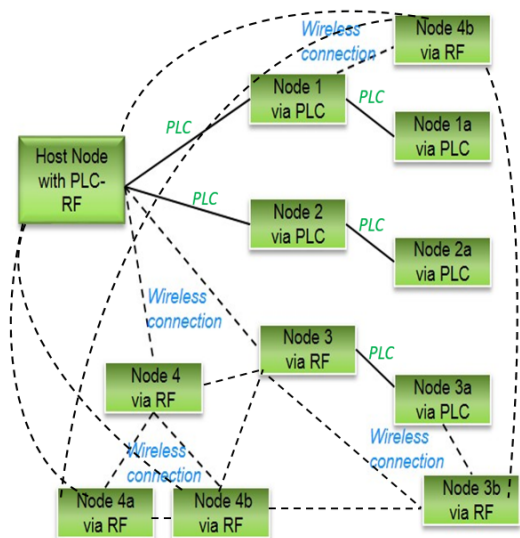 Wireless
connection
Node 4b
via RF
Node 1
via PLC
PLC
PLC
Node 1a
via PLC
Host Node
with PLC-
RF
PLC
Node 2
via PLC
PLC
Node 2a
via PLC
Wireless
connection
Node 3
via RF
PLC
Node 4
via RF
Node 3a
via PLC
Wireless
connection
Wireless
connection
Node 4a
via RF
Node 4b
via RF
Node 3b
via RF